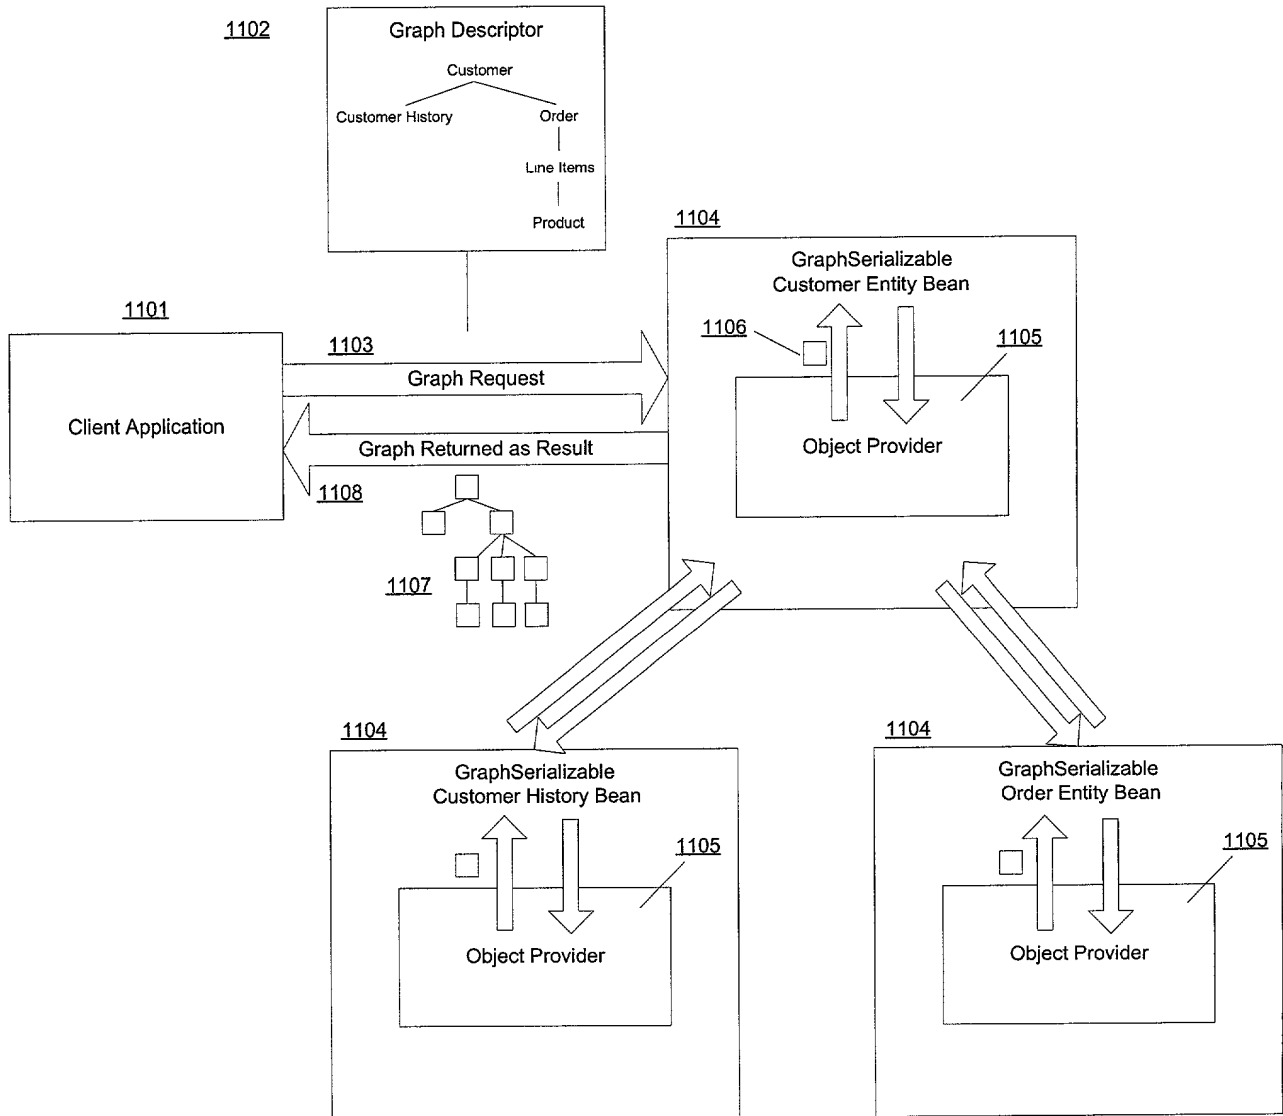 1102
Graph Descriptor
Customer
Customer History
Order
Line Items
Product
1104
GraphSerializable
Customer Entity Bean
1101
1103
1106
1105
Graph Request
Client Application
Graph Returned as Result
Object Provider
1108
1107
1104
GraphSerializable
Customer History Bean
1105
Object Provider
1104
GraphSerializable
Order Entity Bean
1105
Object Provider